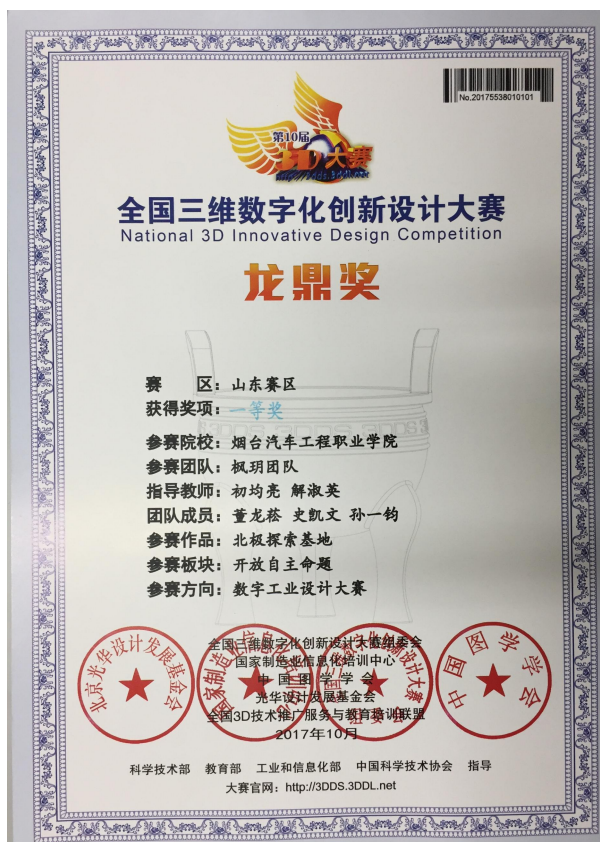 No.20175538010101
第10届
3D大赛
http://3dds.3ddl.net
全国三维数字化创新设计大赛
National 3D Innovative Design Competition
龙鼎奖
赛 区：山东赛区
获得奖项：一等奖
参赛院校：烟台汽车工程职业学院
参赛团队：枫玥团队
指导教师：初均亮 解淑英
团队成员：董龙菘 史凯文 孙一钧
参赛作品：北极探索基地
参赛板块：开放自主命题
参赛方向：数字工业设计大赛
全国三维数字化创新设计大赛组委会
国家制造业信息化培训中心
中国图学学会
光华设计发展基金会
全国3D技术推广服务与教育培训联盟
2017年10月
北京光华设计发展基金会
中国图学学会
科学技术部 教育部 工业和信息化部 中国科学技术协会 指导
大赛官网：http://3DDS.3DDL.net